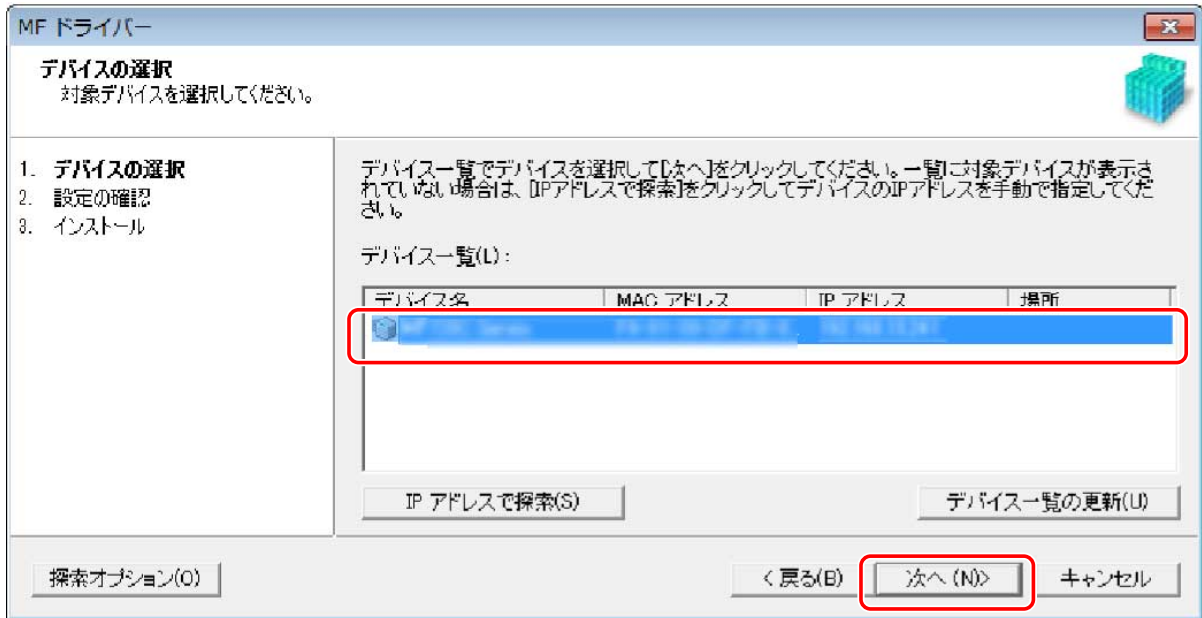 MF ドライバー
デバイスの選択
対象デバイスを選択してください。
1. デバイスの選択
2. 設定の確認
3. インストール
デバイス一覧でデバイスを選択して[次へ]をクリックしてください。一覧に対象デバイスが表示さ
れていない場合は、[IPアドレスで探索]をクリックしてデバイスのIPアドレスを手動で指定してくだ
さい。
デバイス一覧(L):
デバイス名 MAC アドレス IP アドレス 場所
IP アドレスで探索(S) デバイス一覧の更新(U)
探索オプション(O) < 戻る(B) 次へ (N)> キャンセル